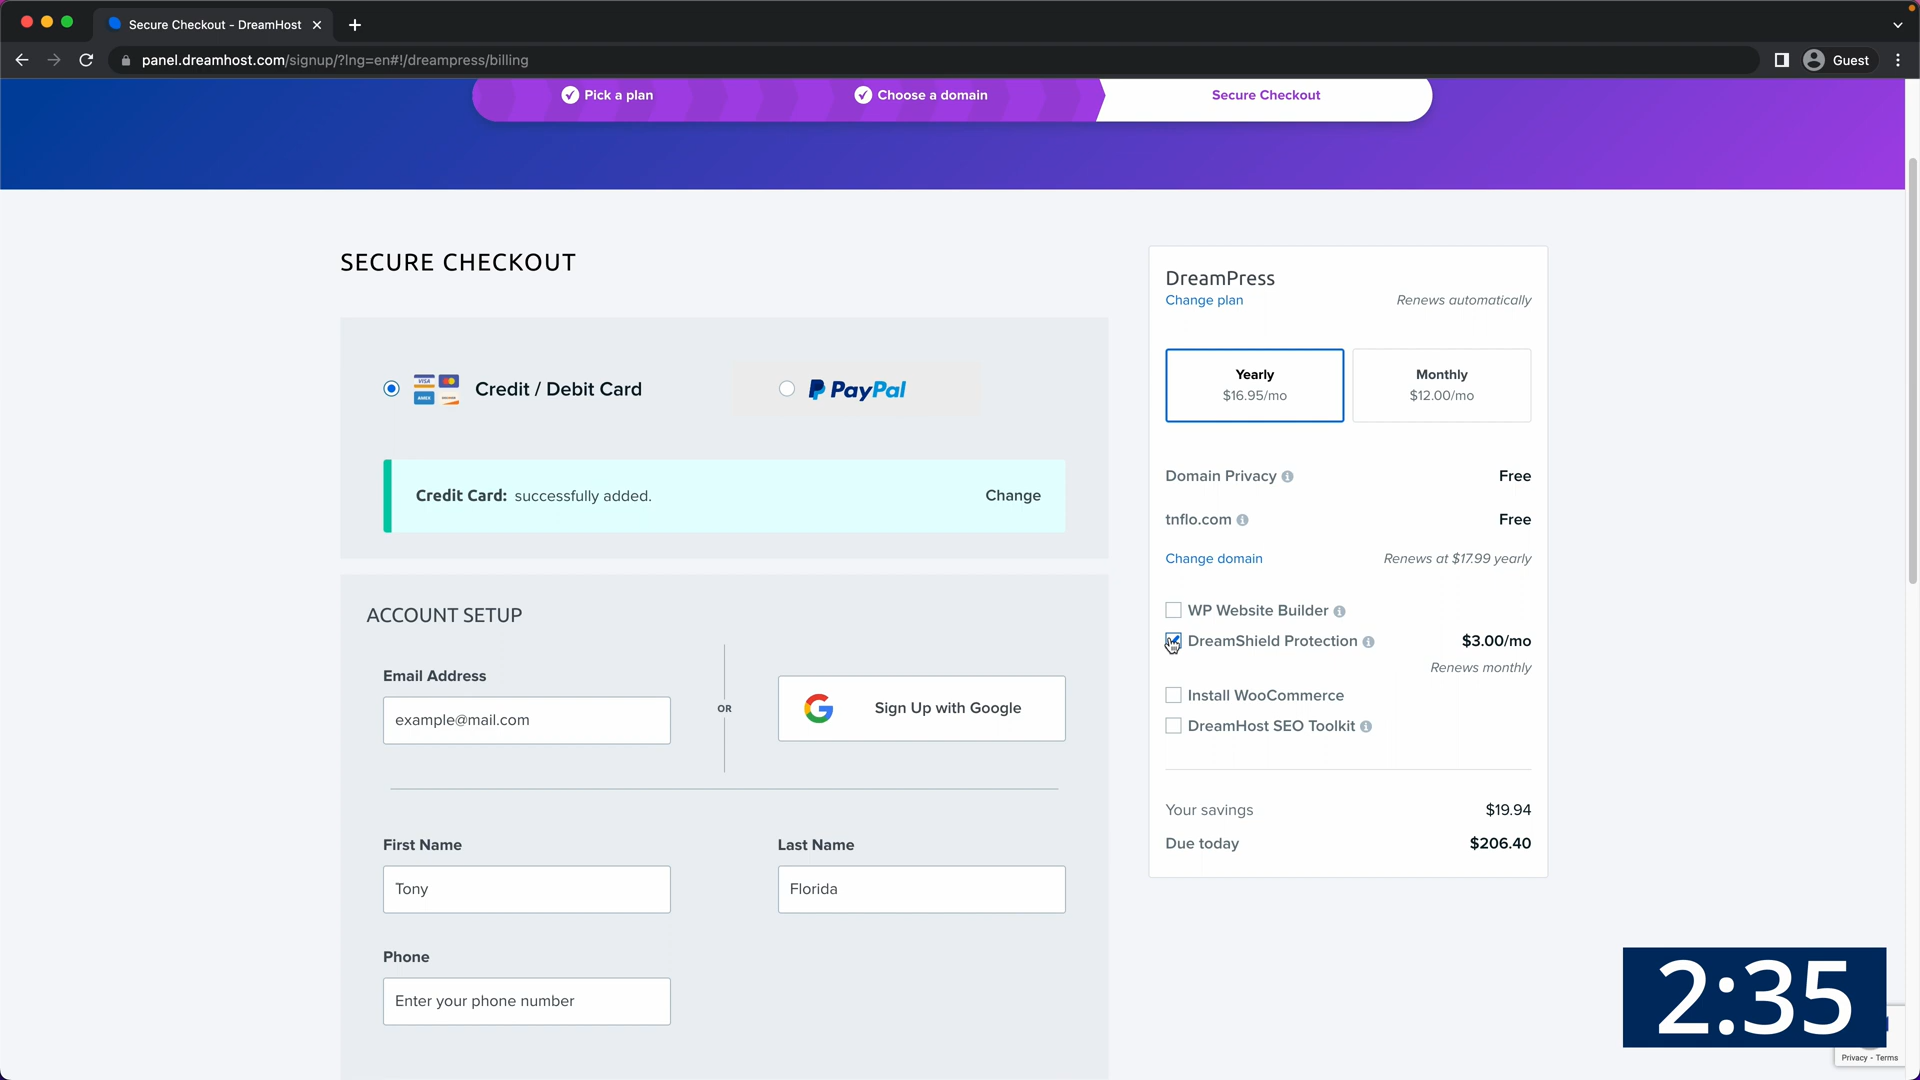 Secure Checkout - DreamHost
panel.dreamhost.com/signup/?lng=en#!/dreampress/billing
Guest
Pick a plan
Choose a domain
Secure Checkout
SECURE CHECKOUT
VISA
AMEX
Credit / Debit Card
PayPal
Credit Card: successfully added.
Change
ACCOUNT SETUP
Email Address
example@mail.com
OR
Sign Up with Google
First Name
Tony
Last Name
Florida
Phone
Enter your phone number
DreamPress
Change plan
Renews automatically
Yearly
$16.95/mo
Monthly
$12.00/mo
Domain Privacy
Free
tnflo.com
Free
Change domain
Renews at $17.99 yearly
WP Website Builder
DreamShield Protection
$3.00/mo
Renews monthly
Install WooCommerce
DreamHost SEO Toolkit
Your savings
$19.94
Due today
$206.40
2:35
Privacy - Terms